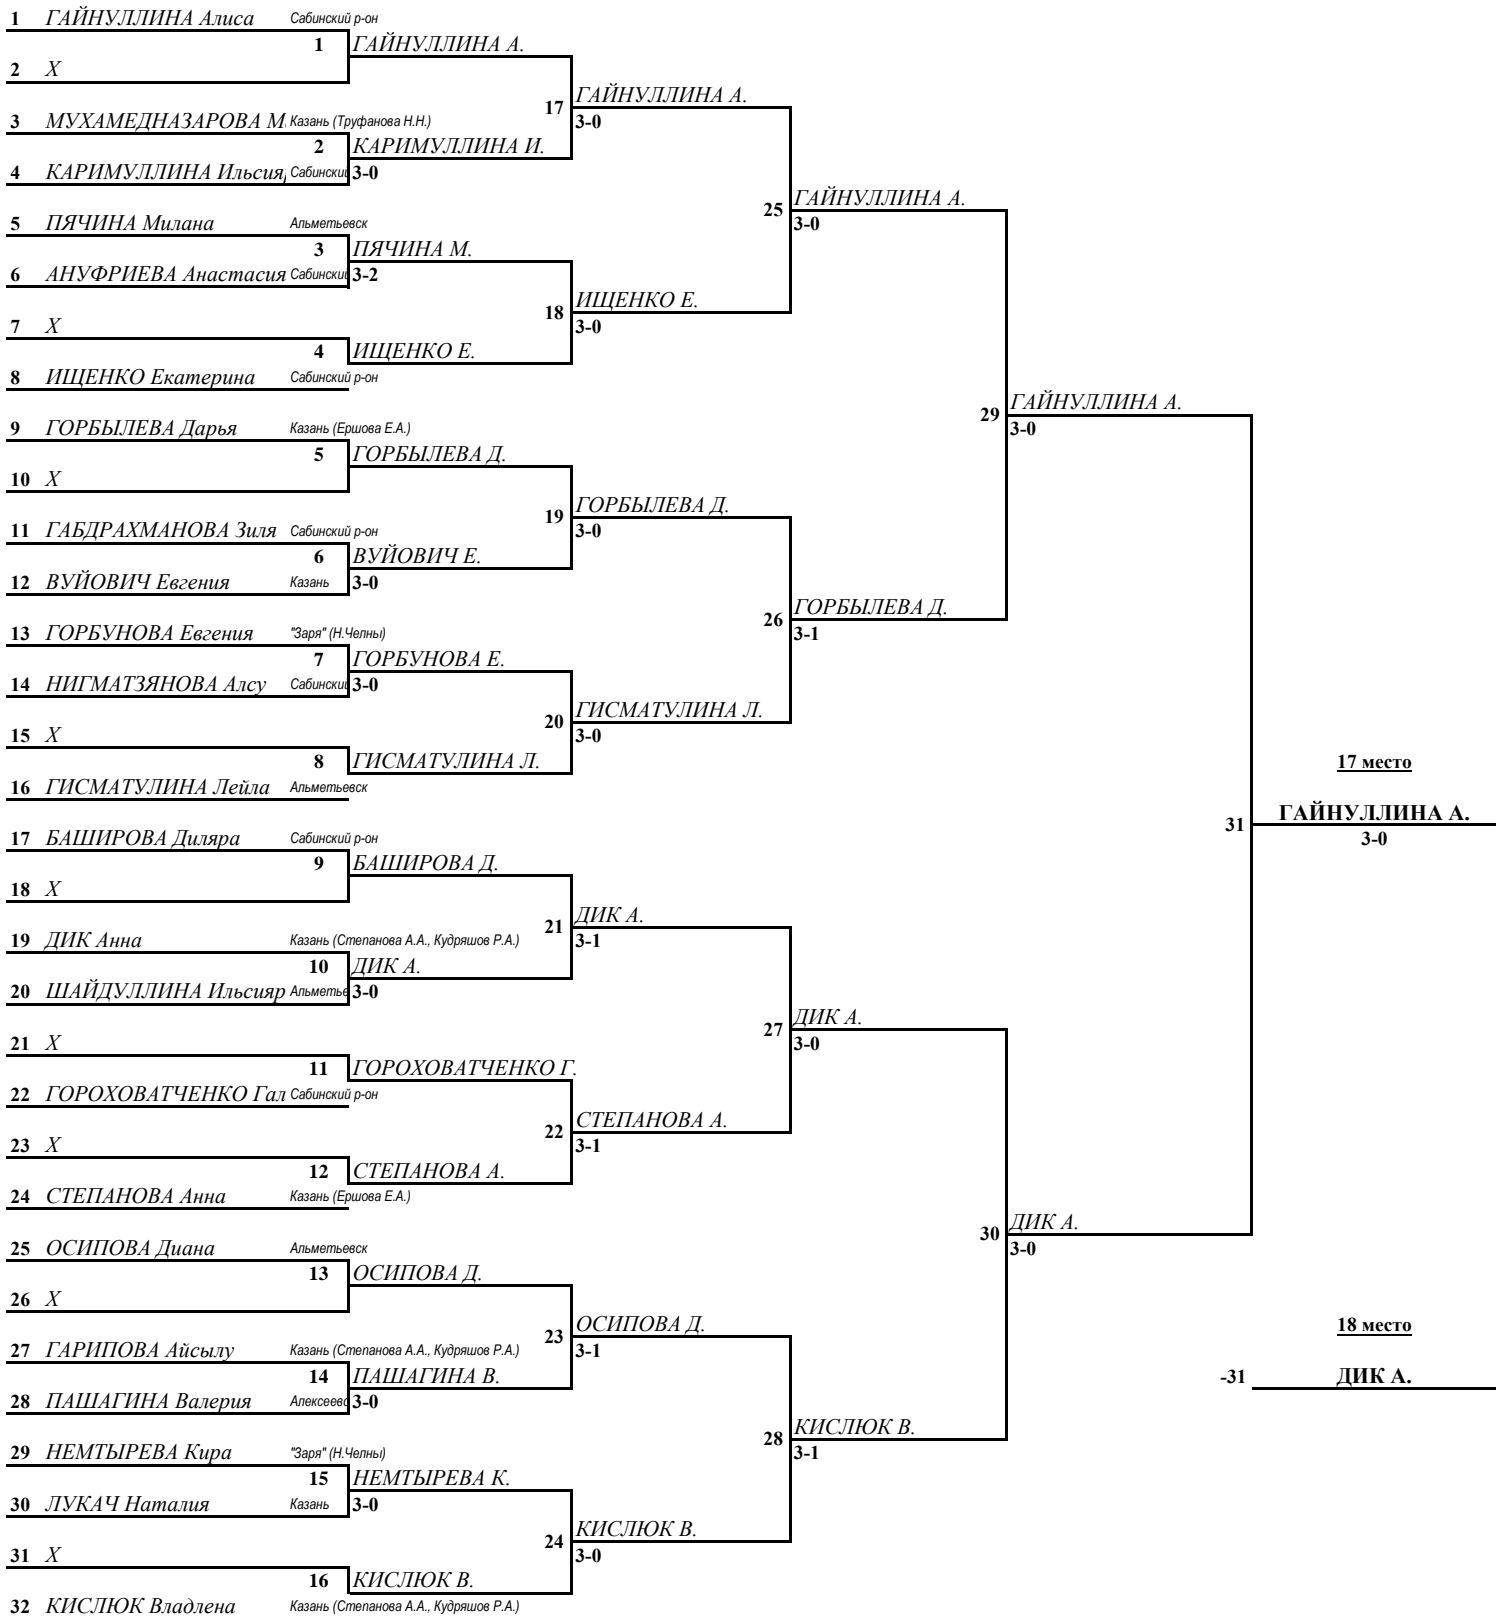 1 ГАЙНУЛЛИНА Алиса Сабинский р-он
1 ГАЙНУЛЛИНА А.
2 X
17 ГАЙНУЛЛИНА А.
3-0
3 МУХАМЕДНАЗАРОВА М Казань (Труфанова Н.Н.)
2 КАРИМУЛЛИНА И.
4 КАРИМУЛЛИНА Ильсия Сабинский 3-0
25 ГАЙНУЛЛИНА А.
3-0
5 ПЯЧИНА Милана Альметьевск
3 ПЯЧИНА М.
6 АНУФРИЕВА Анастасия Сабинский 3-2
18 ИЩЕНКО Е.
3-0
7 X
4 ИЩЕНКО Е.
8 ИЩЕНКО Екатерина Сабинский р-он
29 ГАЙНУЛЛИНА А.
3-0
9 ГОРБЫЛЕВА Дарья Казань (Ершова Е.А.)
5 ГОРБЫЛЕВА Д.
10 X
19 ГОРБЫЛЕВА Д.
3-0
11 ГАБДРАХМАНОВА Зиля Сабинский р-он
6 ВУЙОВИЧ Е.
12 ВУЙОВИЧ Евгения Казань 3-0
26 ГОРБЫЛЕВА Д.
3-1
13 ГОРБУНОВА Евгения "Заря" (Н.Челны)
7 ГОРБУНОВА Е.
14 НИГМАТЗЯНОВА Алсу Сабинский 3-0
20 ГИСМАТУЛИНА Л.
3-0
15 X
8 ГИСМАТУЛИНА Л.
17 место
16 ГИСМАТУЛИНА Лейла Альметьевск
31 ГАЙНУЛЛИНА А.
3-0
17 БАШИРОВА Диляра Сабинский р-он
9 БАШИРОВА Д.
18 X
21 ДИК А.
3-1
19 ДИК Анна Казань (Степанова А.А., Кудряшов Р.А.)
10 ДИК А.
20 ШАЙДУЛЛИНА Ильсияр Альметье 3-0
27 ДИК А.
3-0
21 X
11 ГОРОХОВАТЧЕНКО Г.
22 ГОРОХОВАТЧЕНКО Гал Сабинский р-он
22 СТЕПАНОВА А.
3-1
23 X
12 СТЕПАНОВА А.
24 СТЕПАНОВА Анна Казань (Ершова Е.А.)
30 ДИК А.
3-0
25 ОСИПОВА Диана Альметьевск
13 ОСИПОВА Д.
26 X
23 ОСИПОВА Д.
3-1
18 место
27 ГАРИПОВА Айсылу Казань (Степанова А.А., Кудряшов Р.А.)
14 ПАШАГИНА В.
-31 ДИК А.
28 ПАШАГИНА Валерия Алексеевс 3-0
28 КИСЛЮК В.
3-1
29 НЕМТЫРЕВА Кира "Заря" (Н.Челны)
15 НЕМТЫРЕВА К.
30 ЛУКАЧ Наталия Казань 3-0
24 КИСЛЮК В.
3-0
31 X
16 КИСЛЮК В.
32 КИСЛЮК Владлена Казань (Степанова А.А., Кудряшов Р.А.)